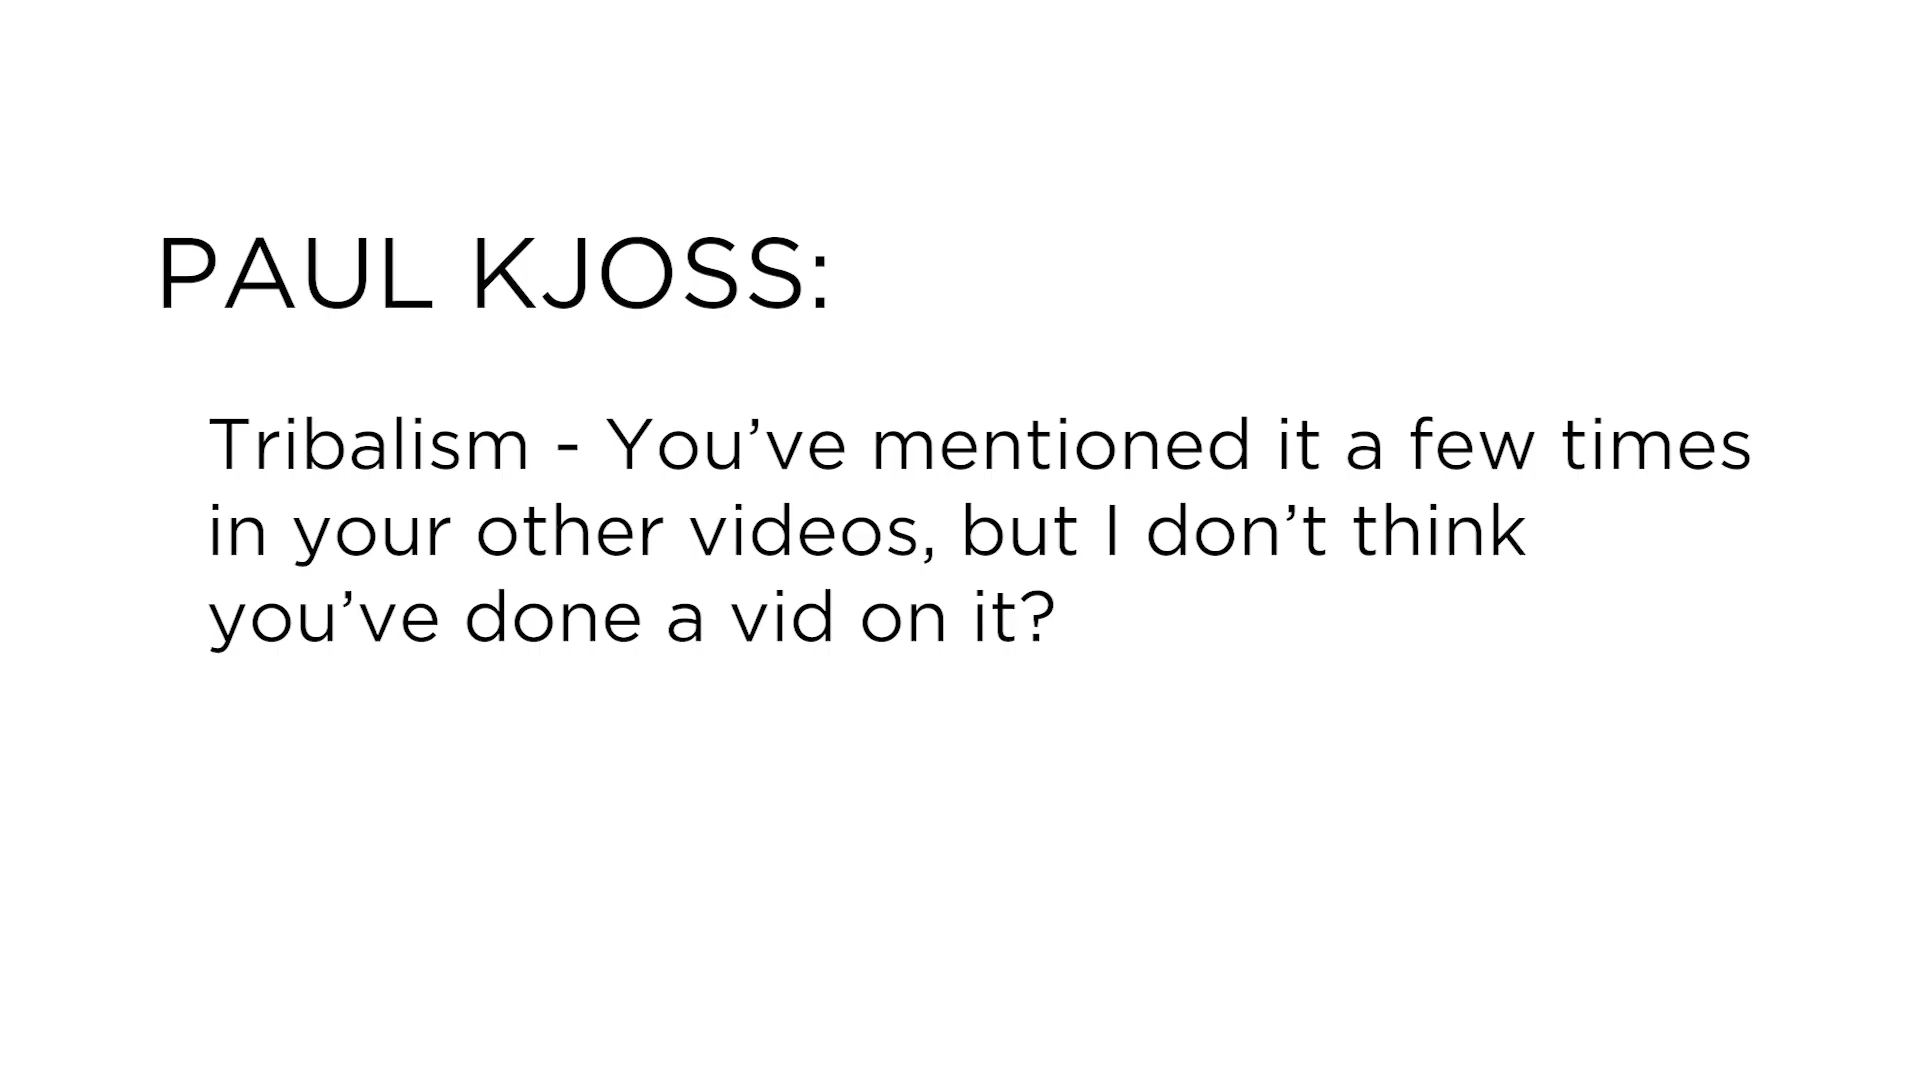 PAUL KJOSS:
Tribalism - You’ve mentioned it a few times
in your other videos, but I don’t think
you’ve done a vid on it?